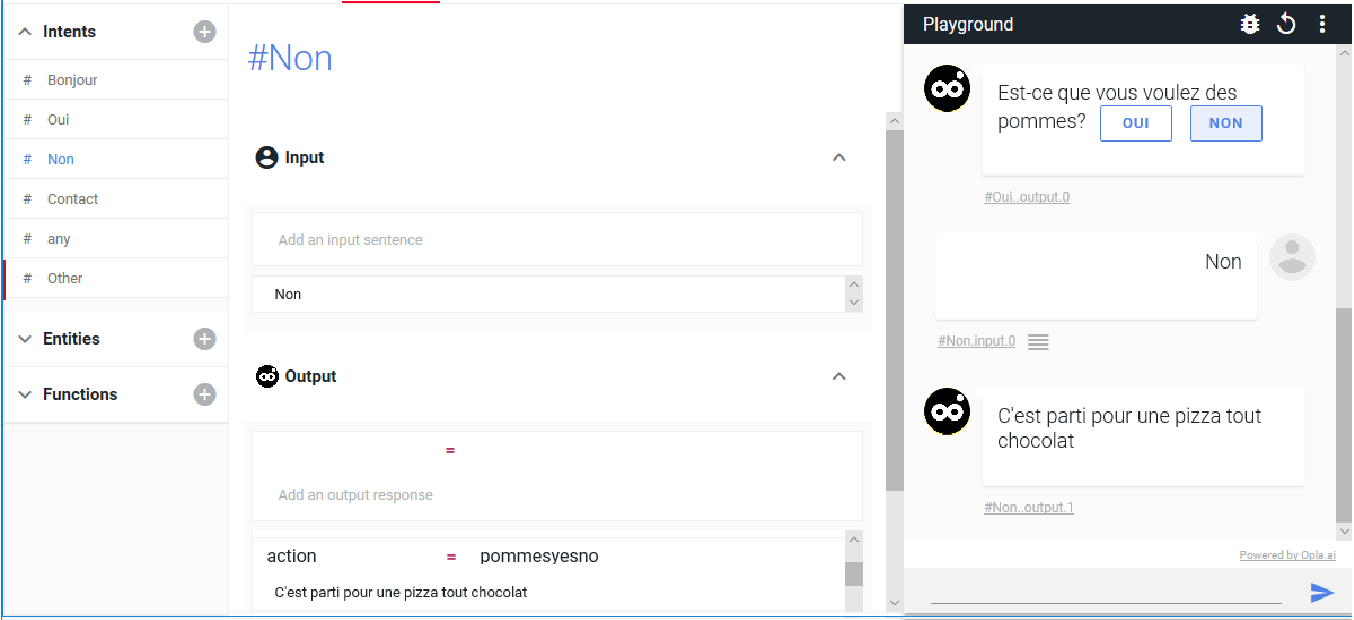 Intents
# Bonjour
# Oui
# Non
# Contact
# any
# Other
Entities
Functions
#Non
Input
Add an input sentence
Non
Output
=
Add an output response
action = pommesyesno
C'est parti pour une pizza tout chocolat
Playground
Est-ce que vous voulez des
pommes? OUI NON
#Oui..output.0
Non
#Non.input.0
C'est parti pour une pizza tout
chocolat
#Non..output.1
Powered by Opla.ai